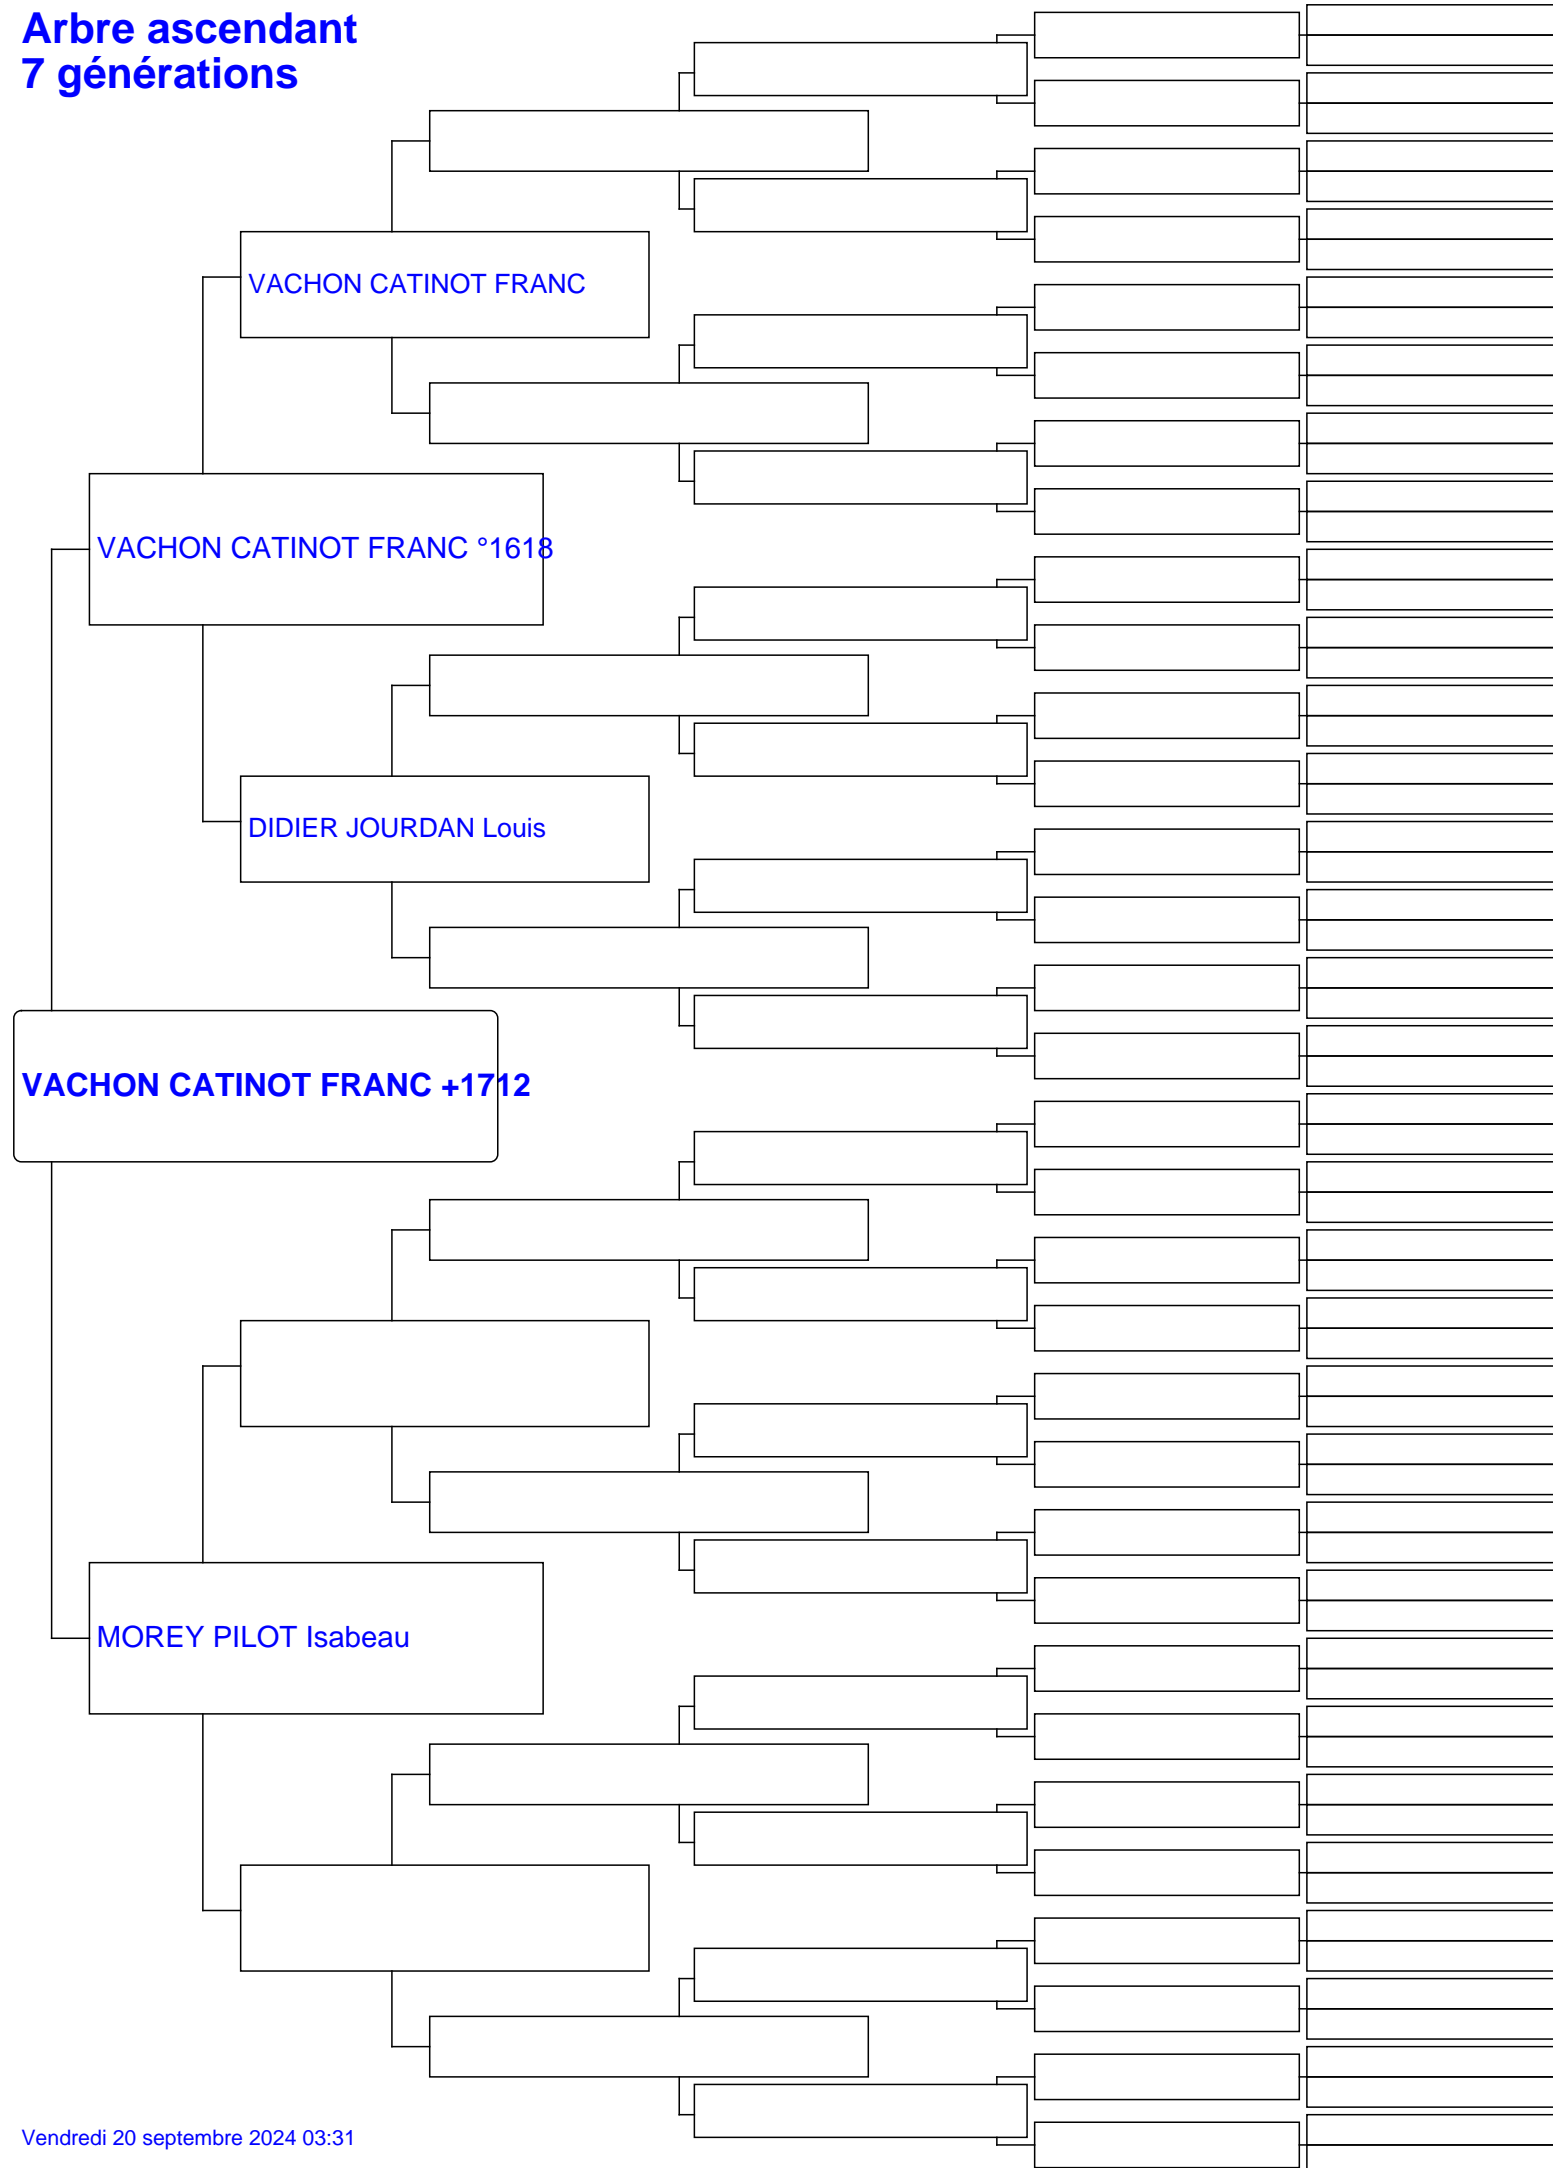 Arbre ascendant
7 générations
VACHON CATINOT FRANC
VACHON CATINOT FRANC °1618
DIDIER JOURDAN Louis
VACHON CATINOT FRANC +1712
MOREY PILOT Isabeau
Vendredi 20 septembre 2024 03:31